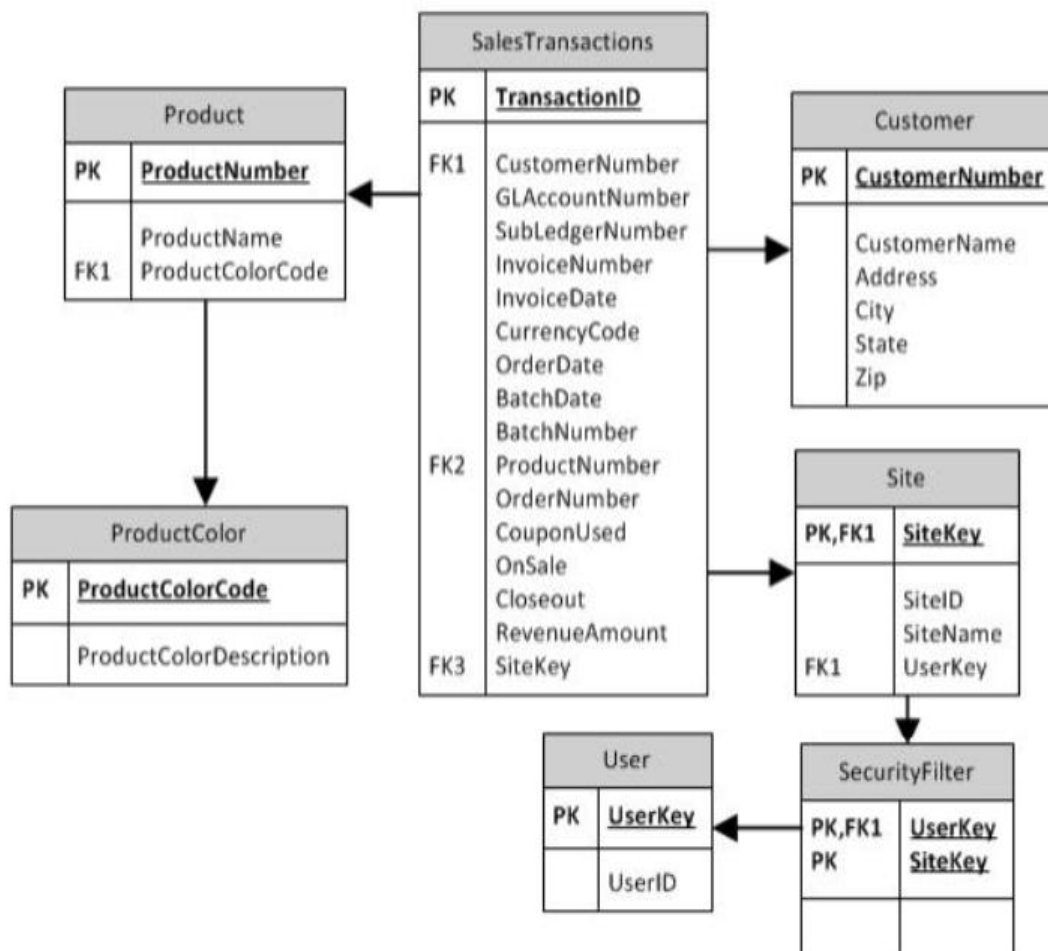 SalesTransactions
PK TransactionID
FK1 CustomerNumber
GLAccountNumber
SubLedgerNumber
InvoiceNumber
InvoiceDate
CurrencyCode
OrderDate
BatchDate
BatchNumber
FK2 ProductNumber
OrderNumber
CouponUsed
OnSale
Closeout
RevenueAmount
FK3 SiteKey
Product
PK ProductNumber
ProductName
FK1 ProductColorCode
Customer
PK CustomerNumber
CustomerName
Address
City
State
Zip
ProductColor
PK ProductColorCode
ProductColorDescription
Site
PK,FK1 SiteKey
SiteID
SiteName
FK1 UserKey
User
PK UserKey
UserID
SecurityFilter
PK,FK1 UserKey
PK SiteKey